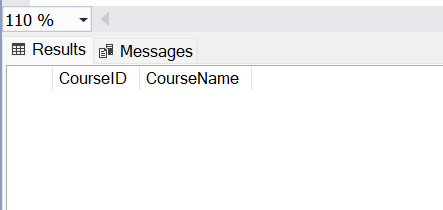 110 %
Results Messages
CourseID CourseName